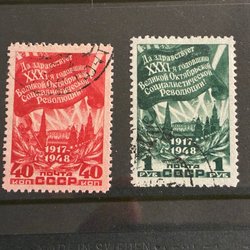 Да здравствует
XXXI-я годовщина
Великой Октябрьской
Социалистической
Революции!
1917-
1948
ПОЧТА
40 СССР 40
КОП КОП
Да здравствует
XXXI-я годовщина
Великой Октябрьской
Социалистической
Революции!
1917-
1948
ПОЧТА
1 СССР 1
РУБ. РУБ.